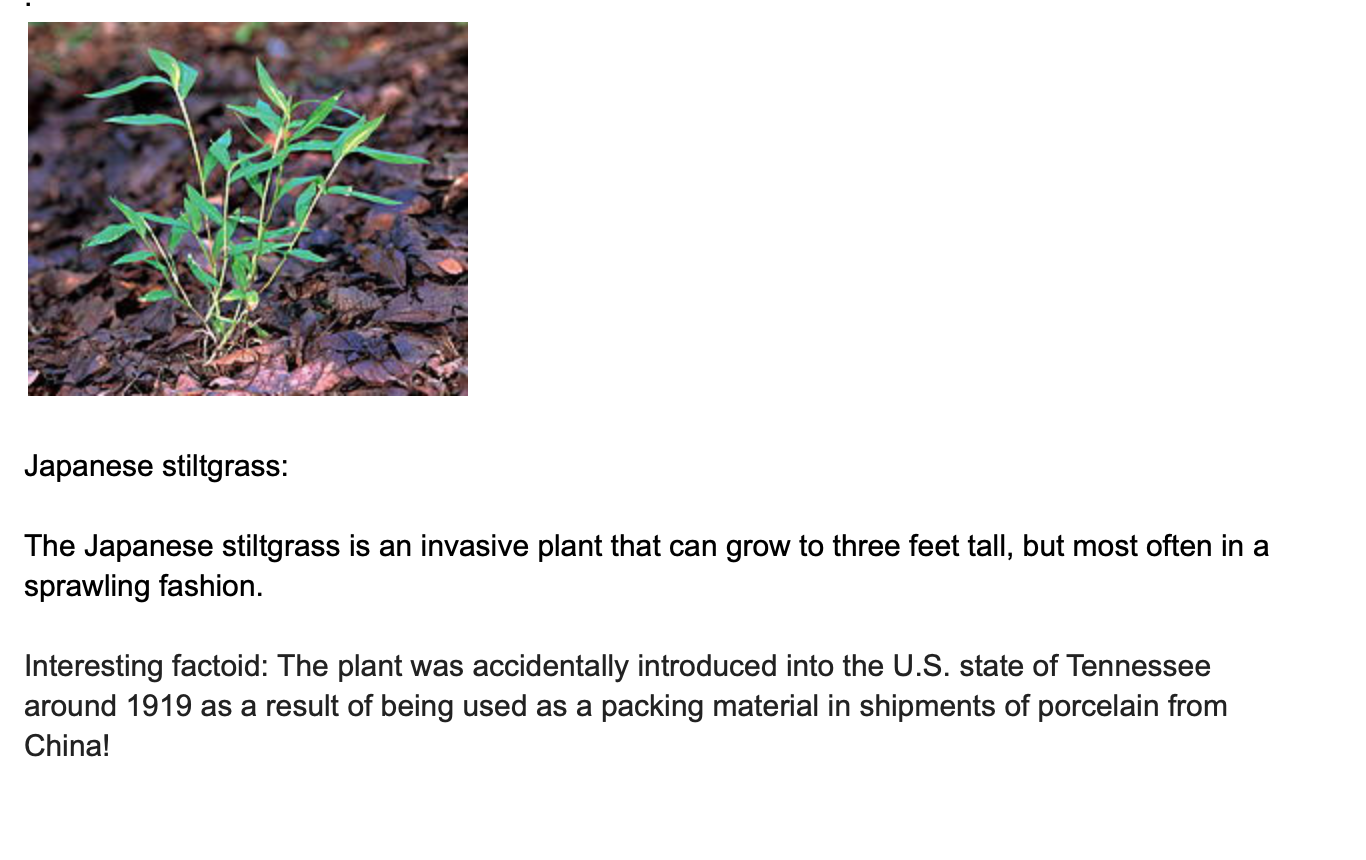 Japanese stiltgrass:
The Japanese stiltgrass is an invasive plant that can grow to three feet tall, but most often in a
sprawling fashion.
Interesting factoid: The plant was accidentally introduced into the U.S. state of Tennessee
around 1919 as a result of being used as a packing material in shipments of porcelain from
China!